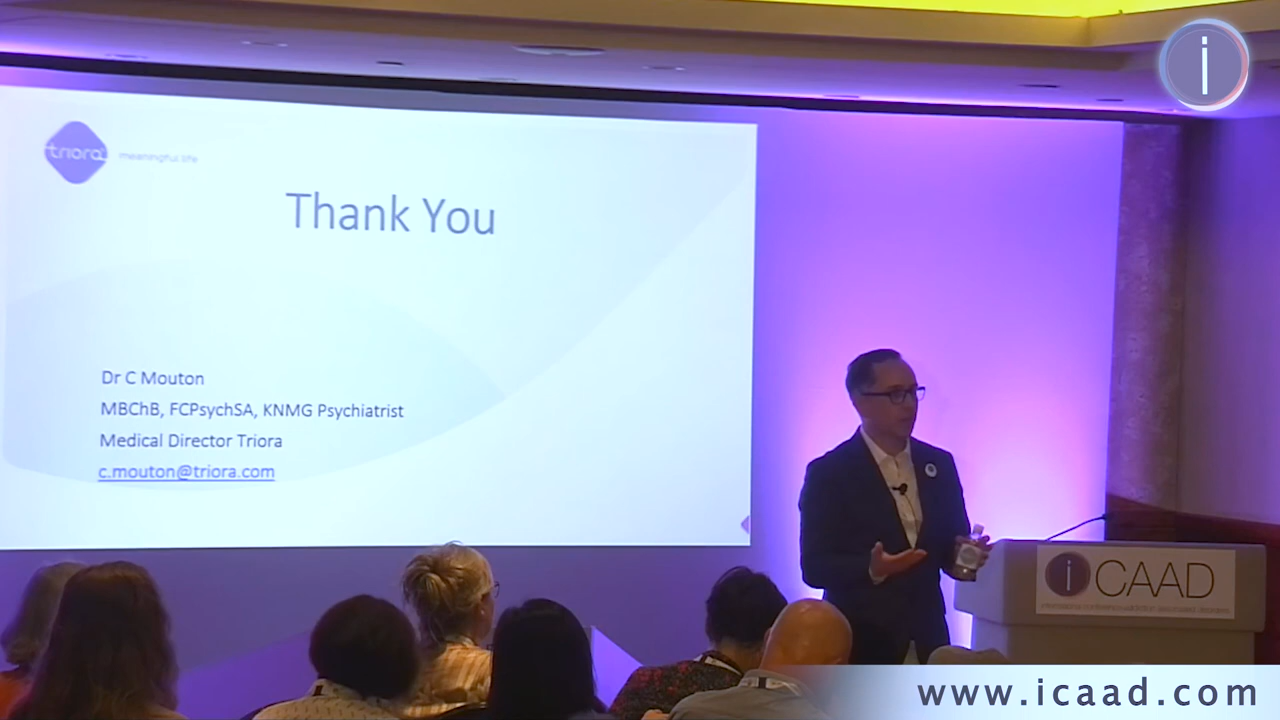 i
triora
meaningful life
Thank You
Dr C Mouton
MBChB, FCPsychSA, KNMG Psychiatrist
Medical Director Triora
c.mouton@triora.com
iCAAD
www.icaad.com